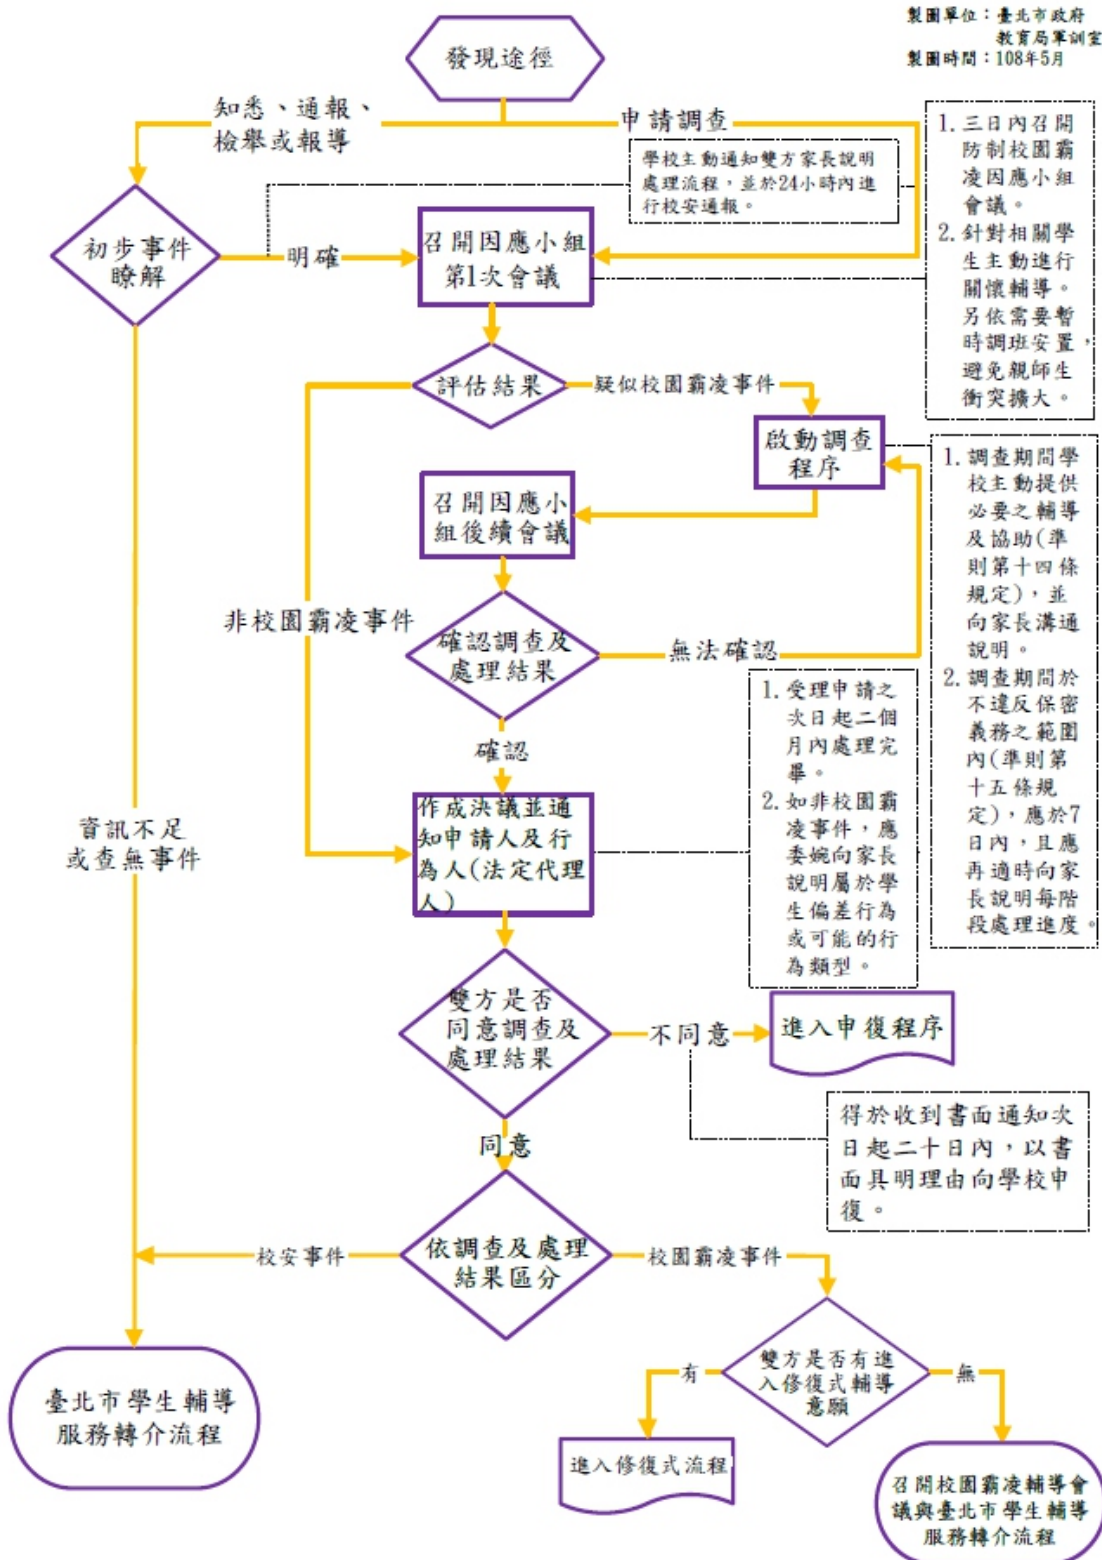 製圖單位：臺北市政府
教育局軍訓室
製圖時間：108年5月
發現途徑
知悉、通報、
檢舉或報導
申請調查
學校主動通知雙方家長說明
處理流程，並於24小時內進
行校安通報。
1. 三日內召開
防制校園霸
凌因應小組
會議。
2. 針對相關學
生主動進行
關懷輔導。
另依需要暫
時調班安置，
避免親師生
衝突擴大。
初步事件
瞭解
明確
召開因應小組
第1次會議
評估結果
疑似校園霸凌事件
啟動調查
程序
召開因應小
組後續會議
1. 調查期間學
校主動提供
必要之輔導
及協助(準
則第十四條
規定)，並
向家長溝通
說明。
2. 調查期間於
不違反保密
義務之範圍
內(準則第
十五條規
定)，應於7
日內，且應
再適時向家
長說明每階
段處理進度。
非校園霸凌事件
確認調查及
處理結果
無法確認
確認
1. 受理申請之
次日起二個
月內處理完
畢。
2. 如非校園霸
凌事件，應
委婉向家長
說明屬於學
生偏差行為
或可能的行
為類型。
資訊不足
或查無事件
作成決議並通
知申請人及行
為人(法定代理
人)
雙方是否
同意調查及
處理結果
不同意
進入申復程序
得於收到書面通知次
日起二十日內，以書
面具明理由向學校申
復。
同意
校安事件
依調查及處理
結果區分
校園霸凌事件
臺北市學生輔導
服務轉介流程
有
雙方是否有進
入修復式輔導
意願
無
進入修復式流程
召開校園霸凌輔導會
議與臺北市學生輔導
服務轉介流程